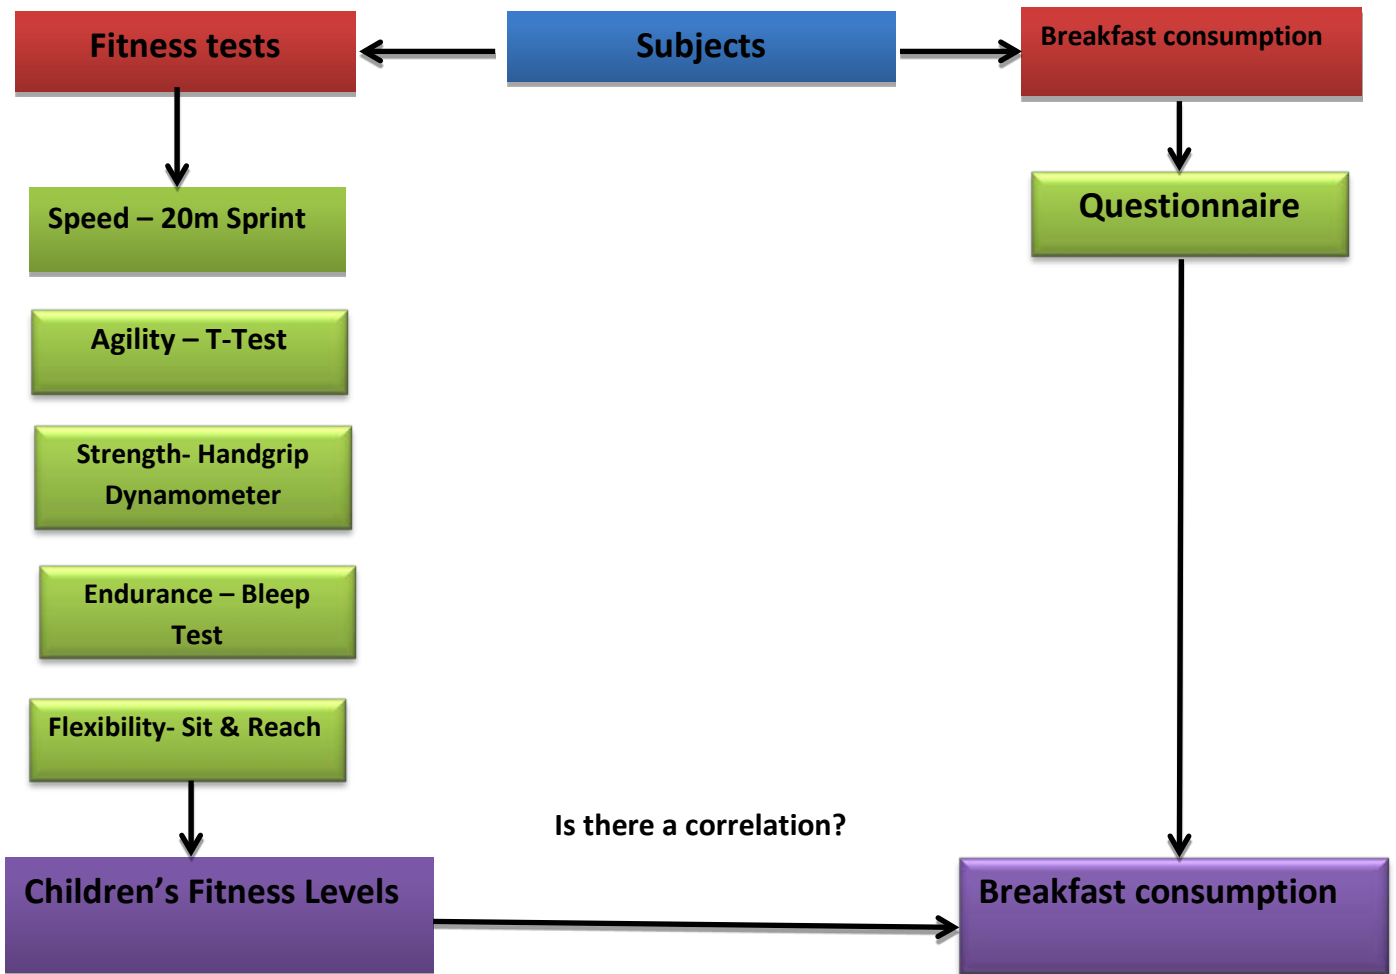 Fitness tests
Subjects
Breakfast consumption
Speed – 20m Sprint
Questionnaire
Agility – T-Test
Strength- Handgrip
Dynamometer
Endurance – Bleep
Test
Flexibility- Sit & Reach
Is there a correlation?
Children’s Fitness Levels
Breakfast consumption